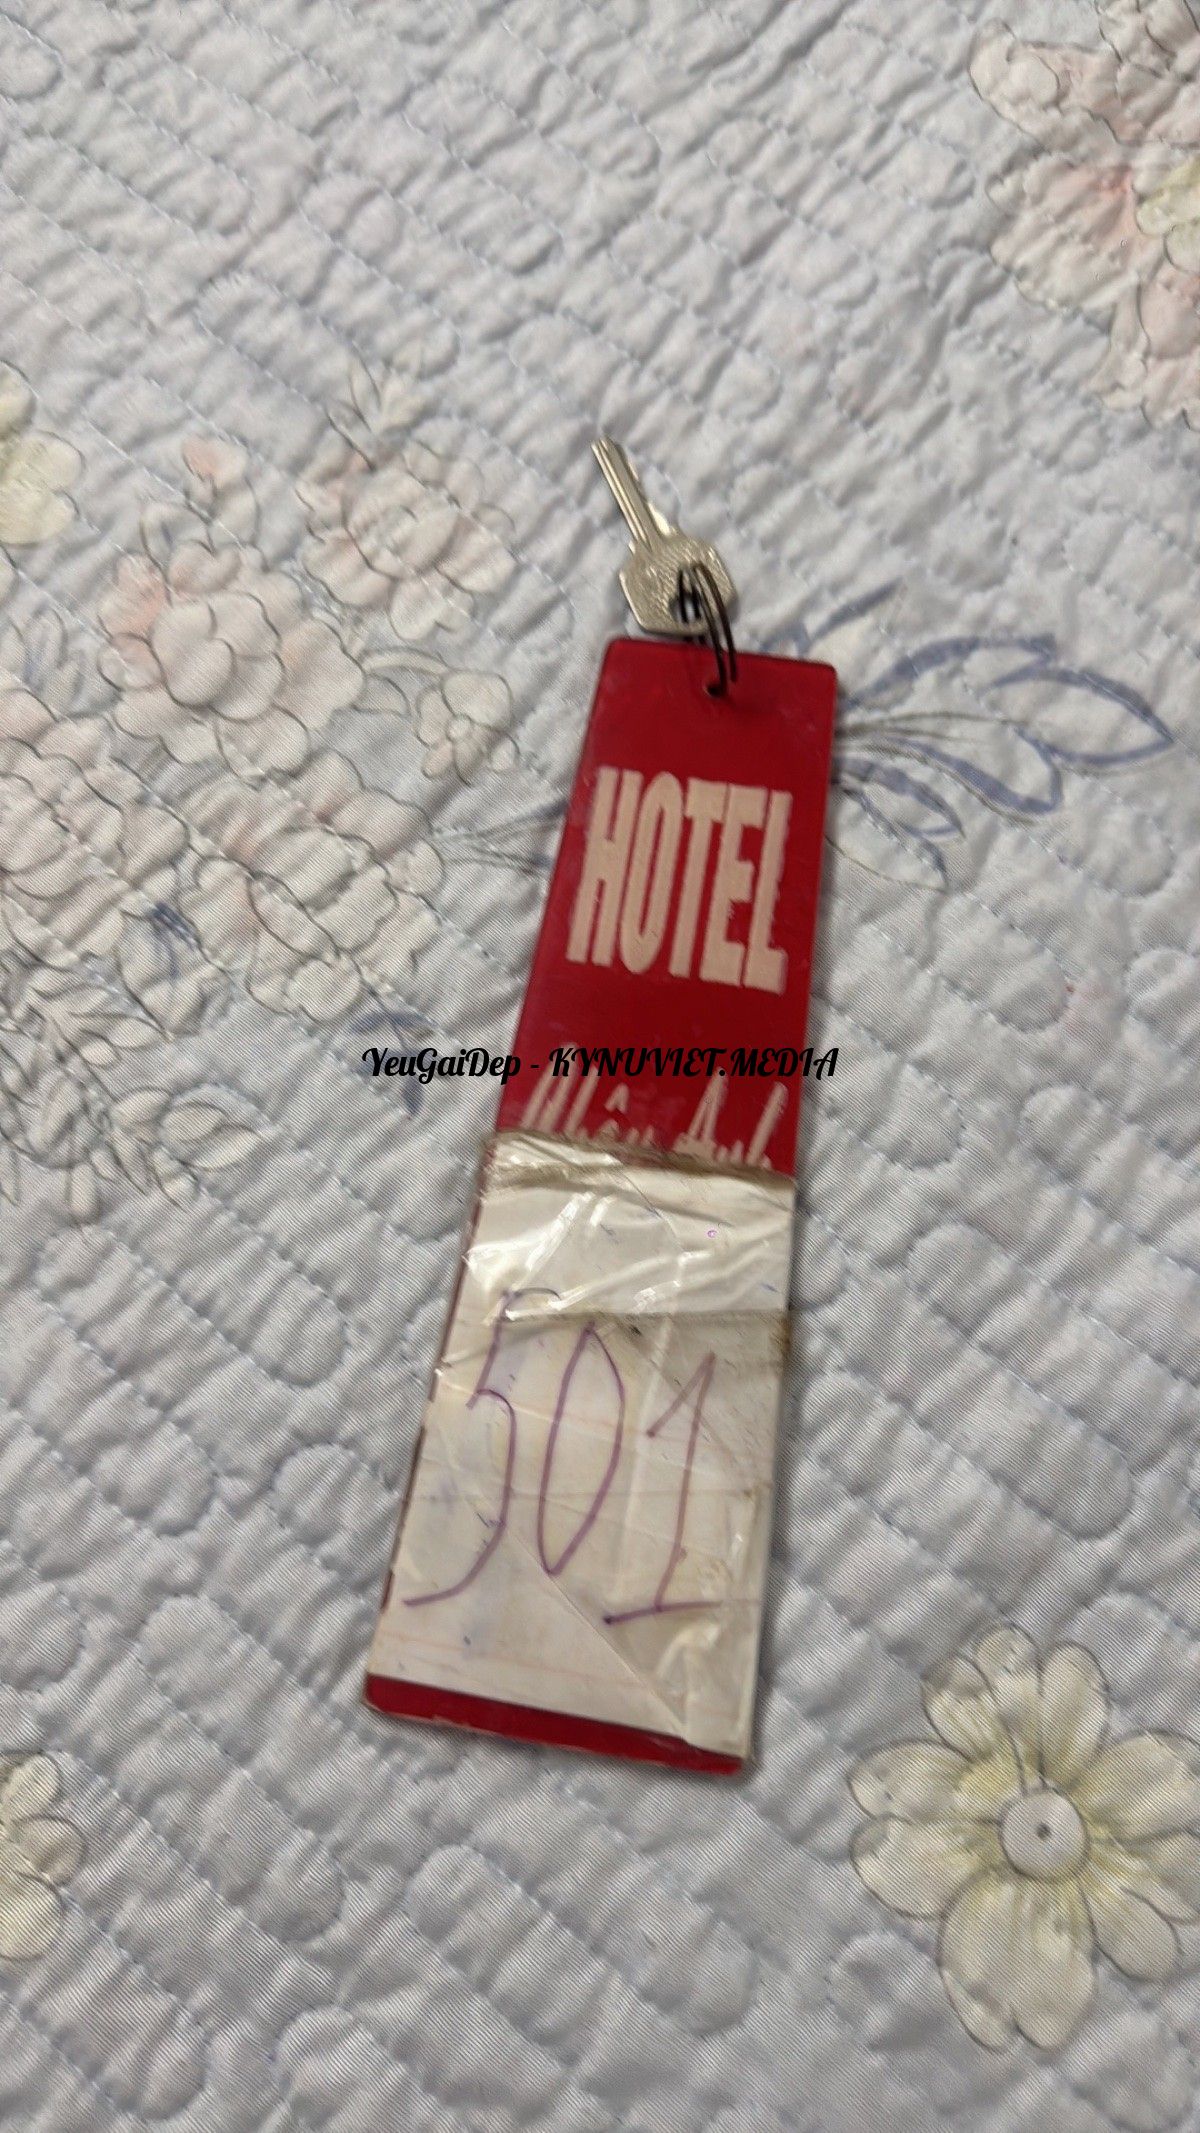 HOTEL
YeuGaiDep - KYNUVIET.MEDIA
501